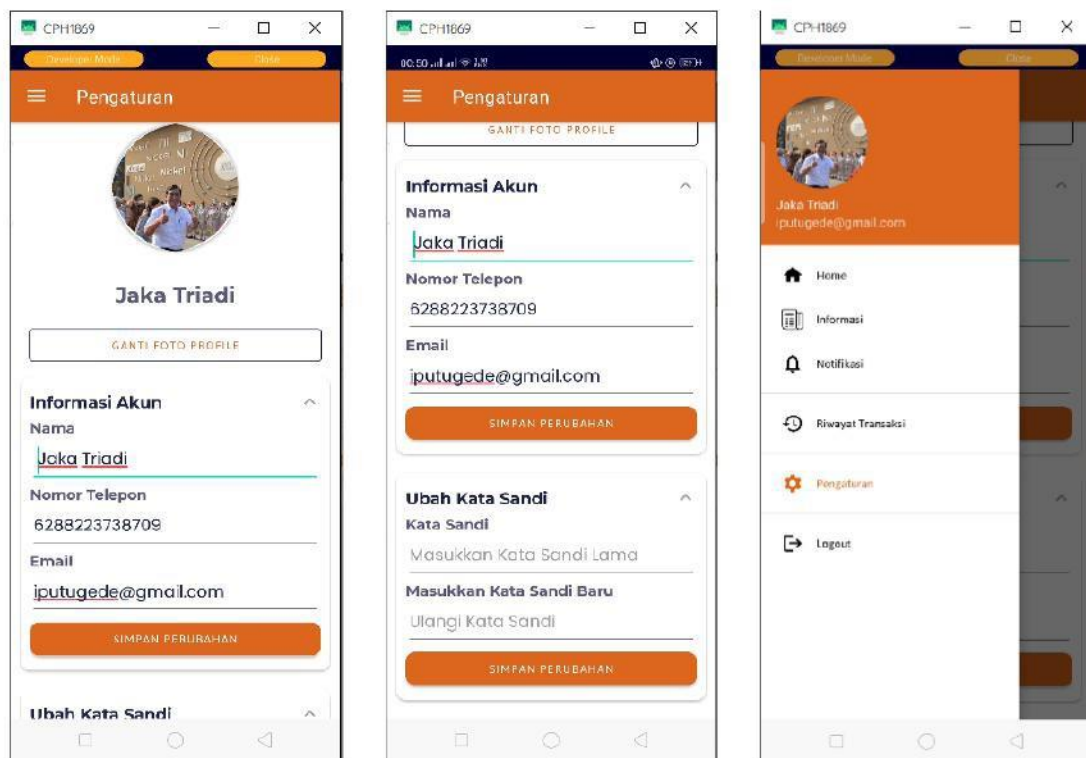 CPH1869
Developer Mode
Close
Pengaturan
Jaka Triadi
GANTI FOTO PROFILE
Informasi Akun
Nama
Jaka Triadi
Nomor Telepon
6288223738709
Email
iputugede@gmail.com
SIMPAN PERUBAHAN
Ubah Kata Sandi
CPH1869
00:50
Pengaturan
GANTI FOTO PROFILE
Informasi Akun
Nama
Jaka Triadi
Nomor Telepon
6288223738709
Email
iputugede@gmail.com
SIMPAN PERUBAHAN
Ubah Kata Sandi
Kata Sandi
Masukkan Kata Sandi Lama
Masukkan Kata Sandi Baru
Ulangi Kata Sandi
SIMPAN PERUBAHAN
CPH1869
Developer Mode
Close
Jaka Triadi
iputugede@gmail.com
Home
Informasi
Notifikasi
Riwayat Transaksi
Pengaturan
Logout